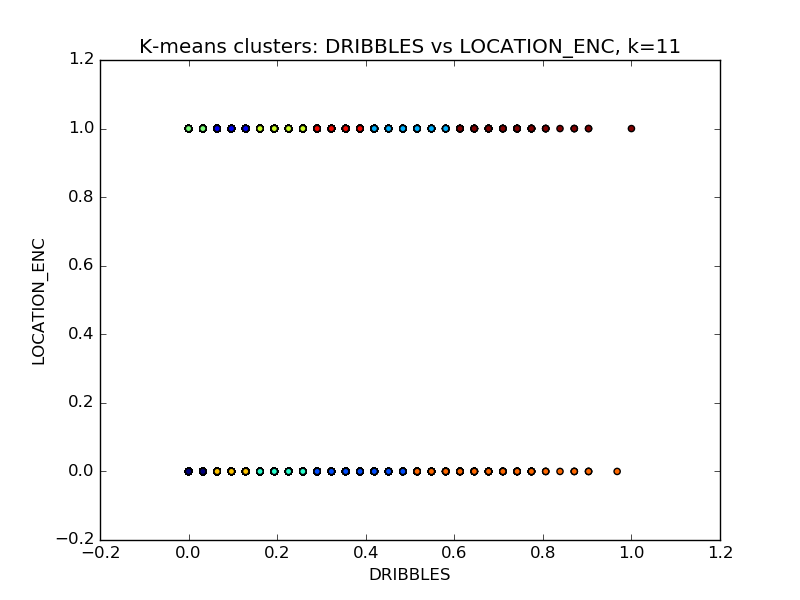 K-means clusters: DRIBBLES vs LOCATION_ENC, k=11
1.2
1.0
0.8
0.6
0.4
0.2
0.0
−0.2
LOCATION_ENC
−0.2 0.0 0.2 0.4 0.6 0.8 1.0 1.2
DRIBBLES